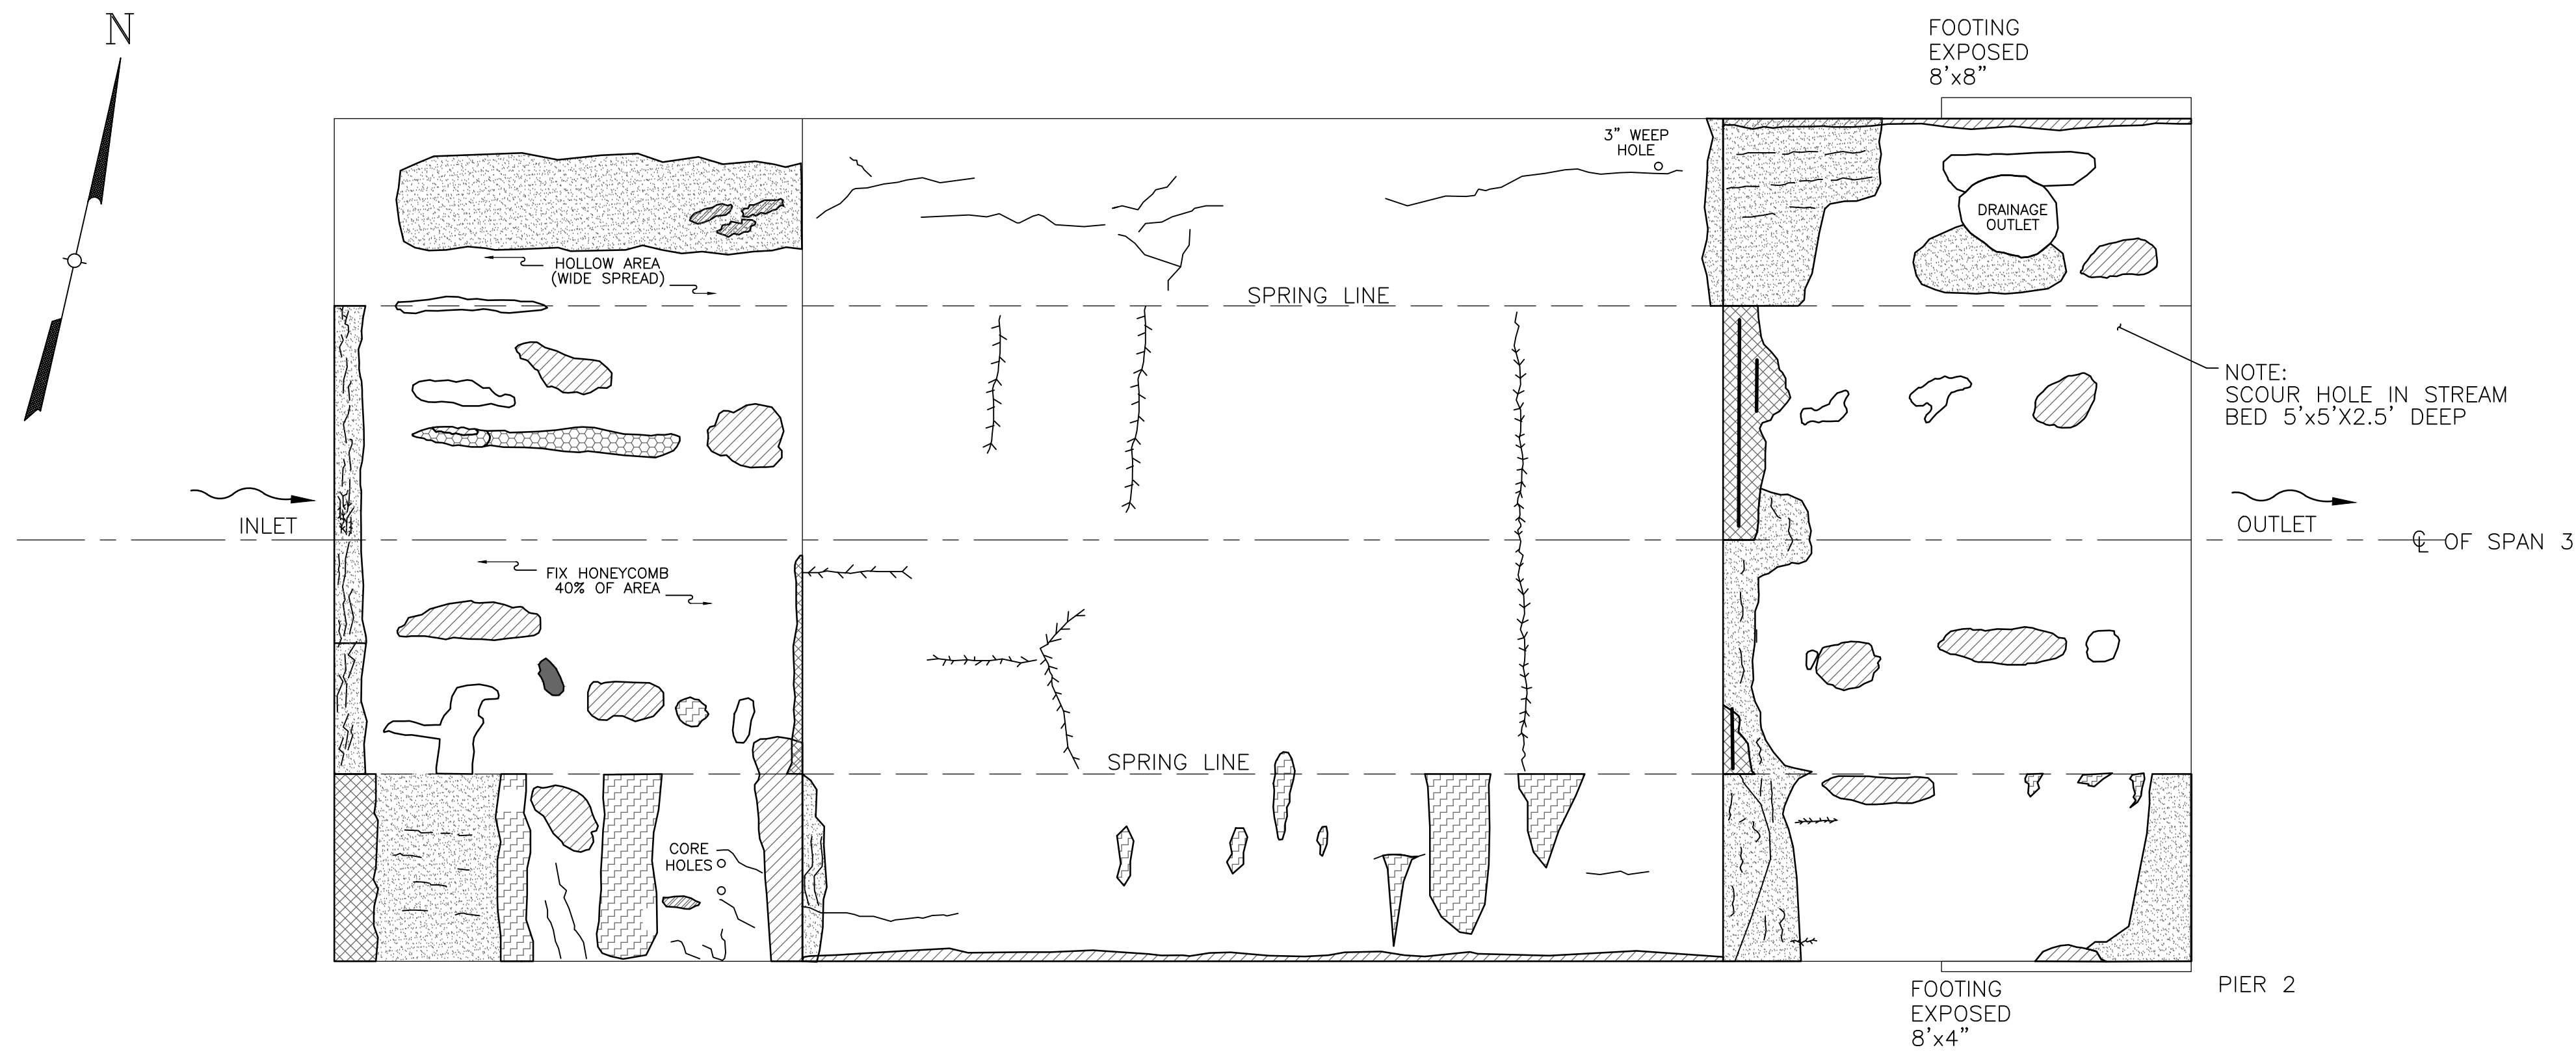 N
FOOTING
EXPOSED
8'x8"
3" WEEP
HOLE
DRAINAGE
OUTLET
HOLLOW AREA
(WIDE SPREAD)
SPRING LINE
NOTE:
SCOUR HOLE IN STREAM
BED 5'x5'X2.5' DEEP
INLET
OUTLET
℄ OF SPAN 3
FIX HONEYCOMB
40% OF AREA
SPRING LINE
CORE
HOLES
FOOTING
EXPOSED
8'x4"
PIER 2